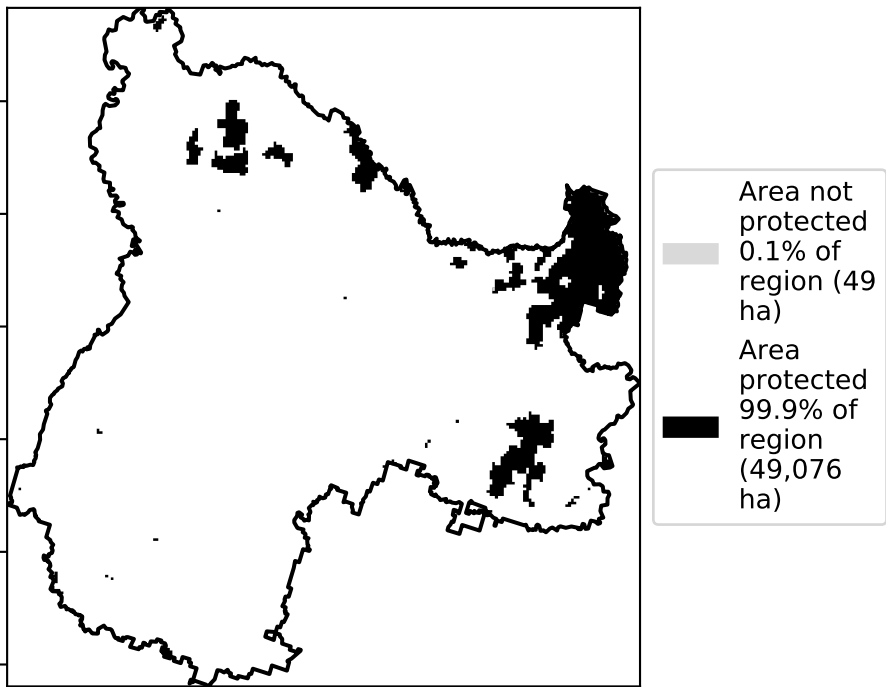 Area not
protected
0.1% of
region (49
ha)
Area
protected
99.9% of
region
(49,076
ha)